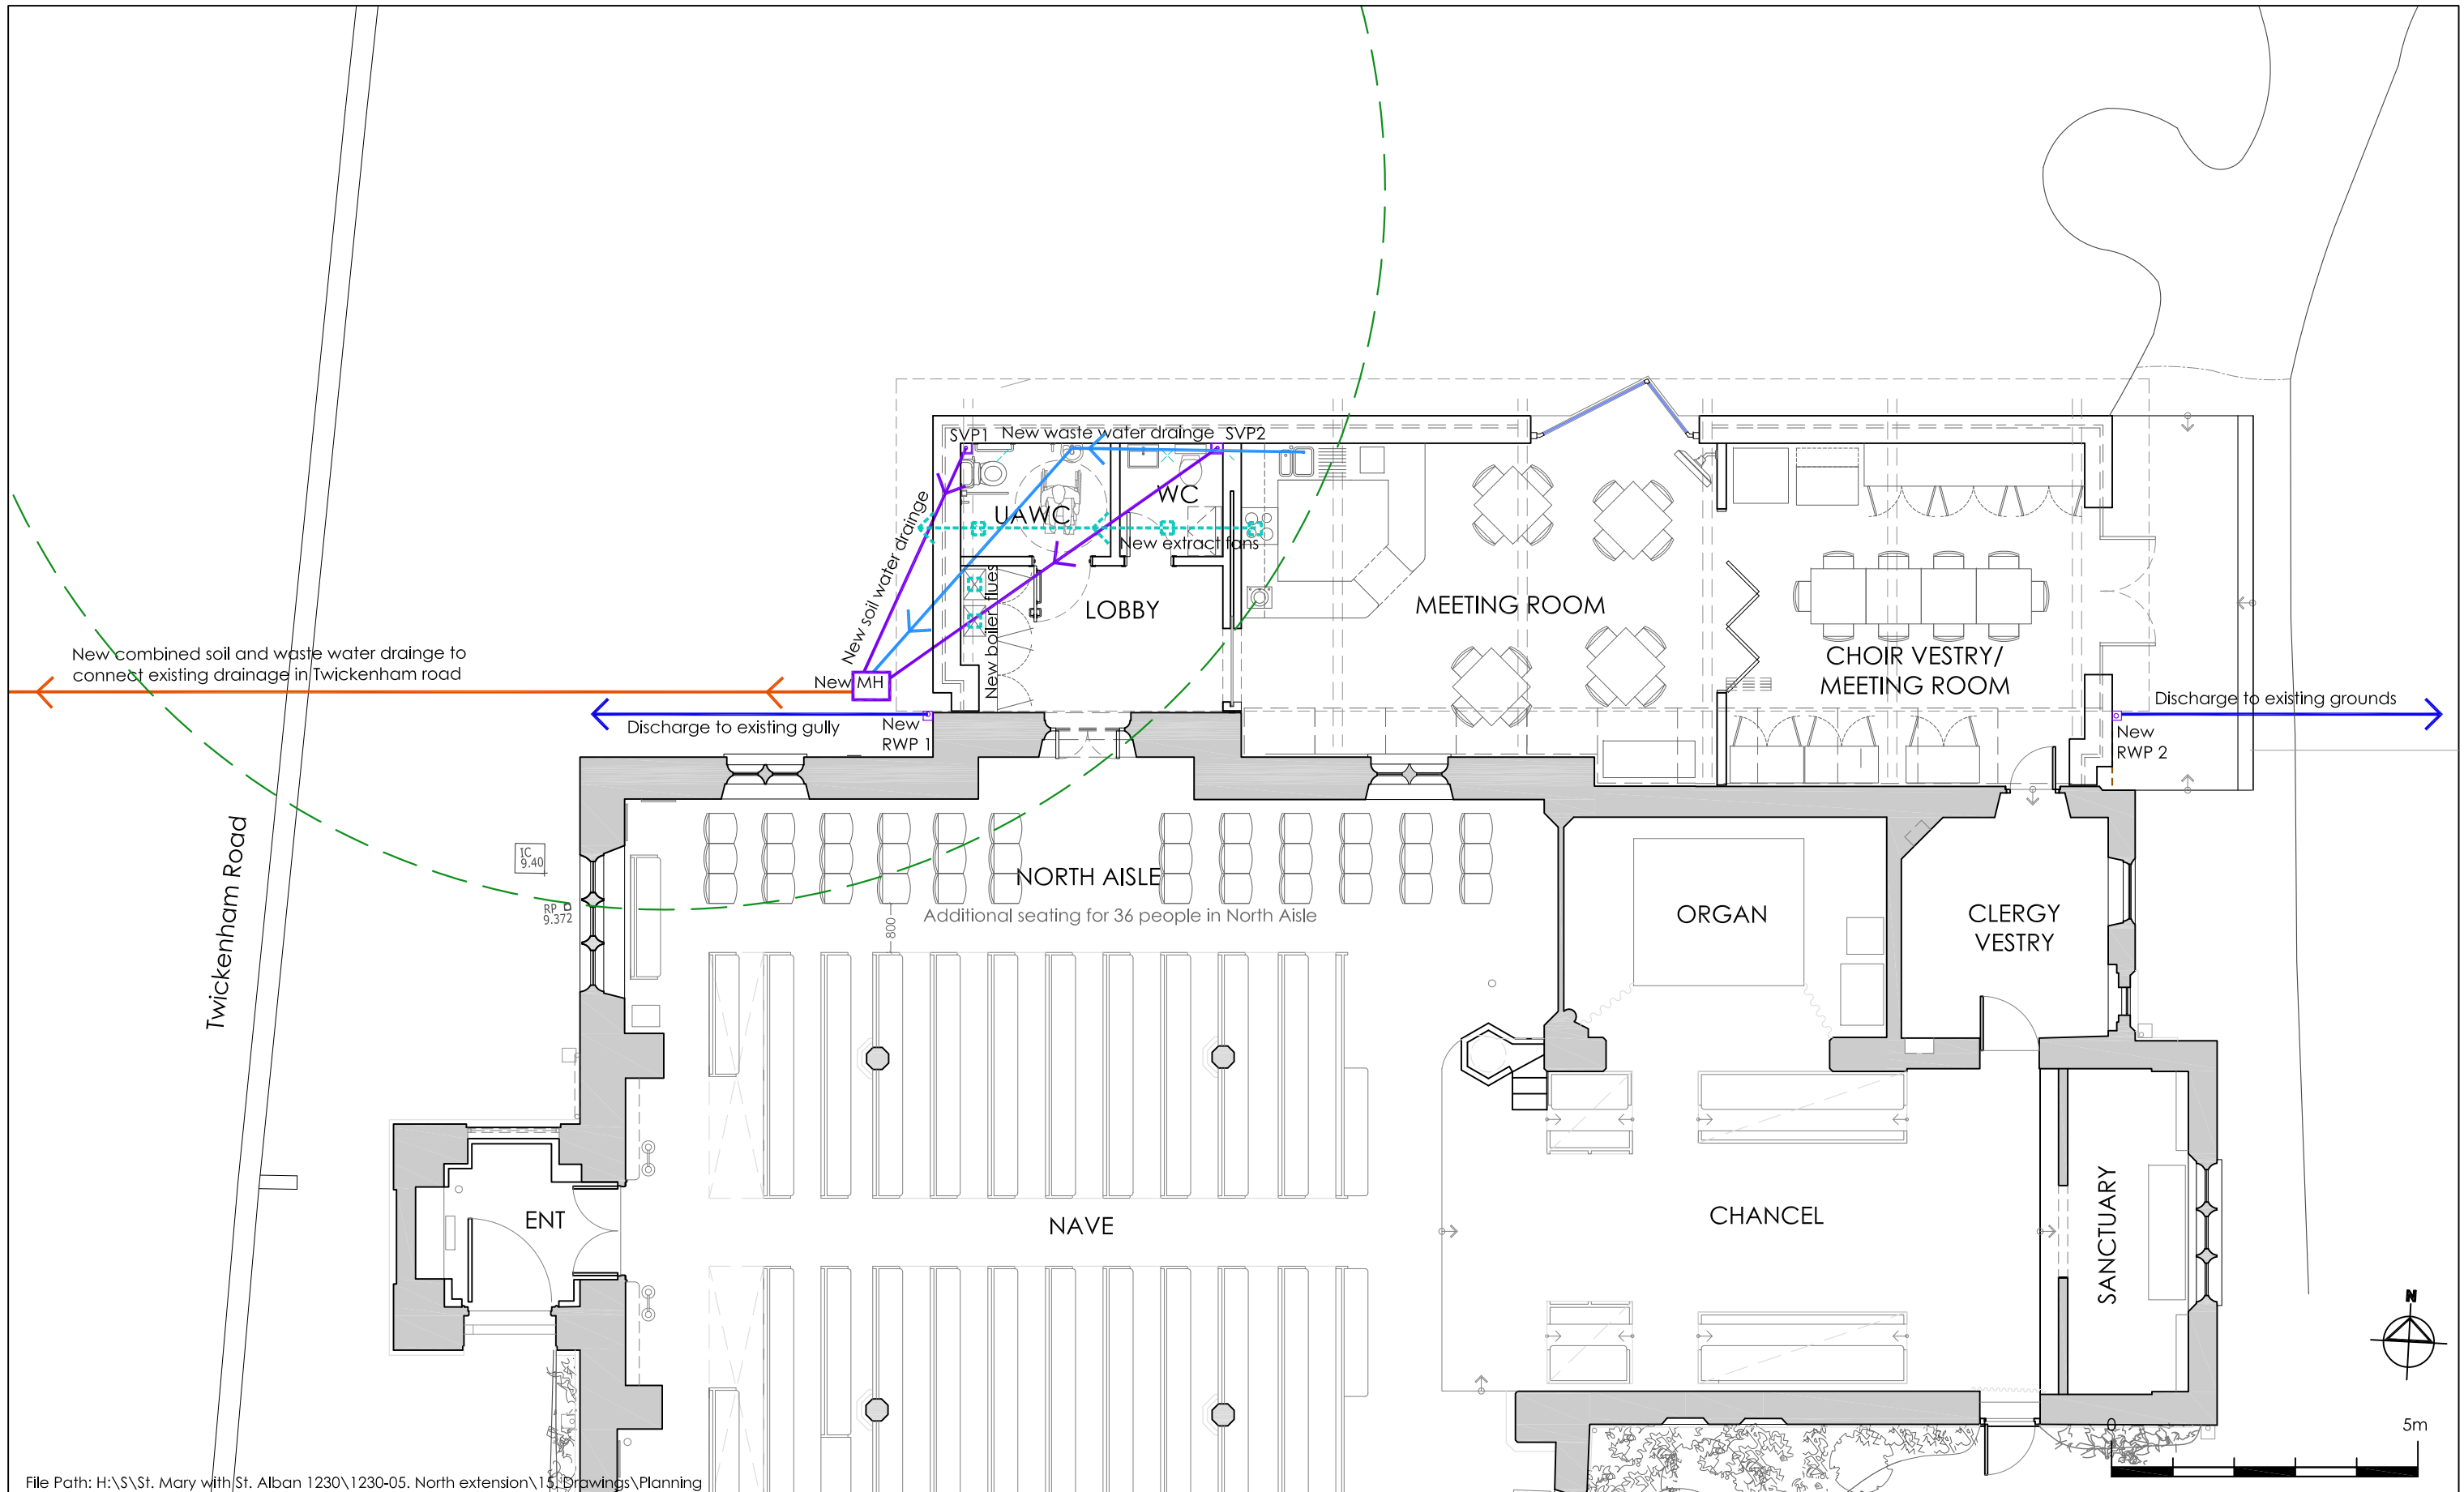 SVP1
New waste water drainge
SVP2
WC
UAWC
New extract fans
New soil water drainge
New boiler flues
LOBBY
MEETING ROOM
CHOIR VESTRY/
MEETING ROOM
New combined soil and waste water drainge to
connect existing drainage in Twickenham road
New MH
Discharge to existing gully
New
RWP 1
Discharge to existing grounds
New
RWP 2
Twickenham Road
IC
9.40
RP
9.372
NORTH AISLE
Additional seating for 36 people in North Aisle
800
ORGAN
CLERGY
VESTRY
ENT
NAVE
CHANCEL
SANCTUARY
N
0
5m
File Path: H:\S\St. Mary with St. Alban 1230\1230-05. North extension\15. Drawings\Planning